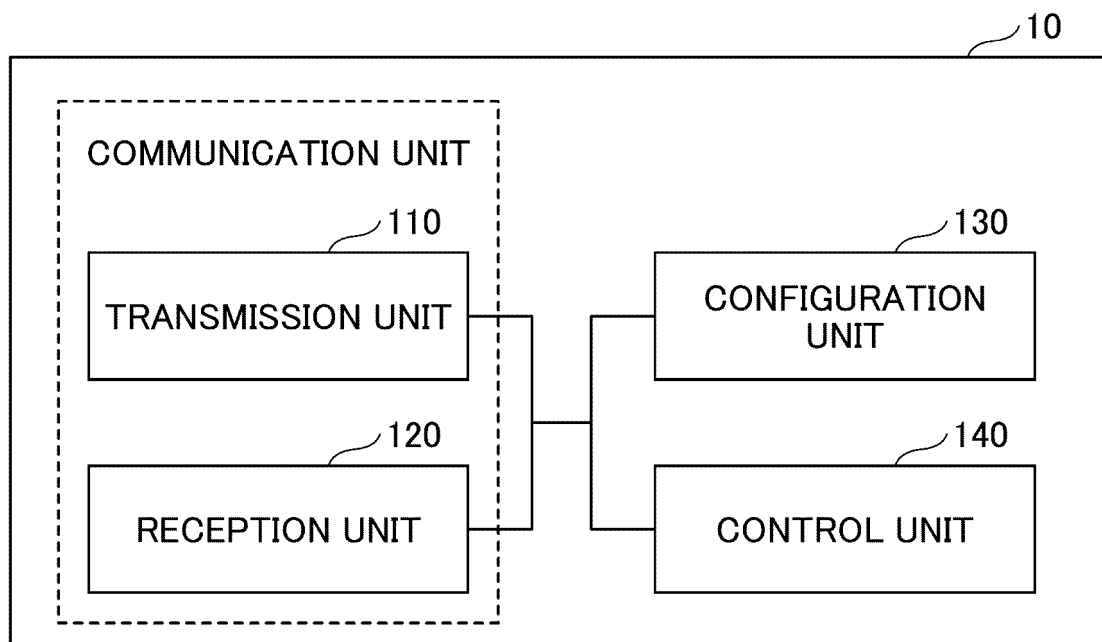 10
COMMUNICATION UNIT
110
TRANSMISSION UNIT
120
RECEPTION UNIT
130
CONFIGURATION
UNIT
140
CONTROL UNIT